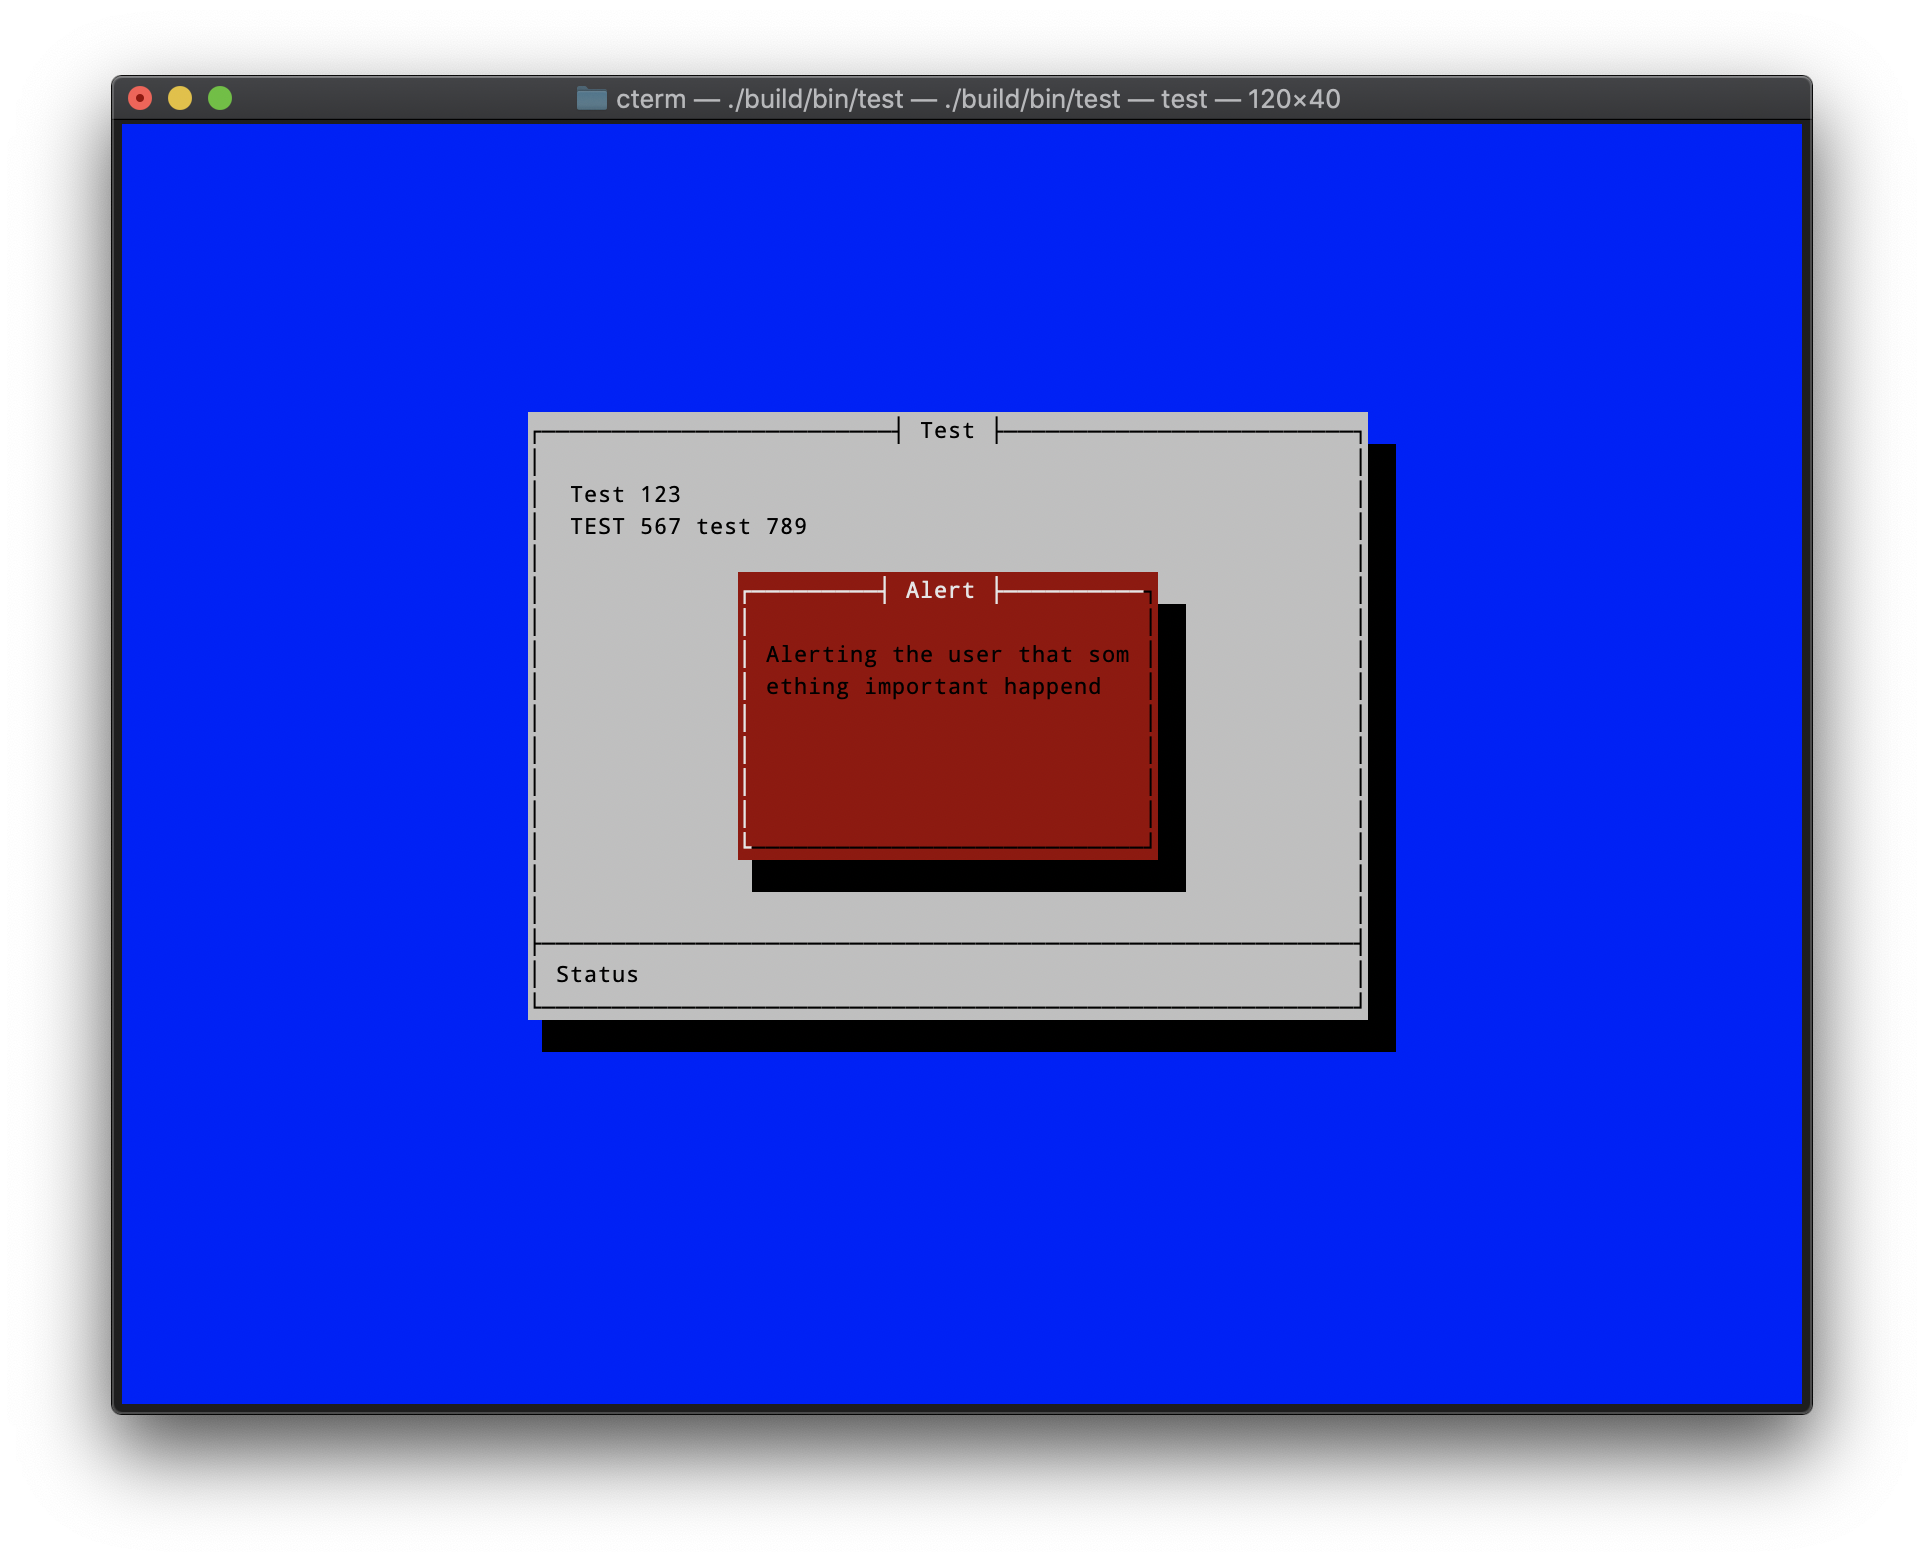 cterm — ./build/bin/test — ./build/bin/test — test — 120×40
Test
Test 123
TEST 567 test 789
Alert
Alerting the user that som
ething important happend
Status